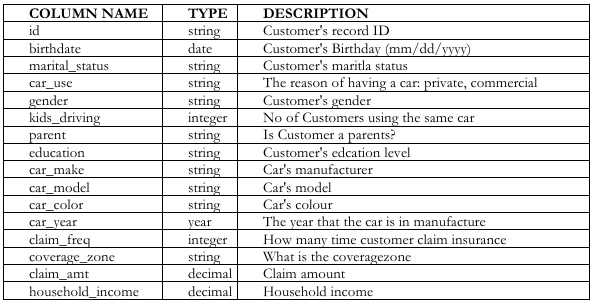 COLUMN NAME TYPE DESCRIPTION
id string Customer's record ID
birthdate date Customer's Birthday (mm/dd/yyyy)
marital_status string Customer's maritla status
car_use string The reason of having a car: private, commercial
gender string Customer's gender
kids_driving integer No of Customers using the same car
parent string Is Customer a parents?
education string Customer's edcation level
car_make string Car's manufacturer
car_model string Car's model
car_color string Car's colour
car_year year The year that the car is in manufacture
claim_freq integer How many time customer claim insurance
coverage_zone string What is the coveragezone
claim_amt decimal Claim amount
household_income decimal Household income